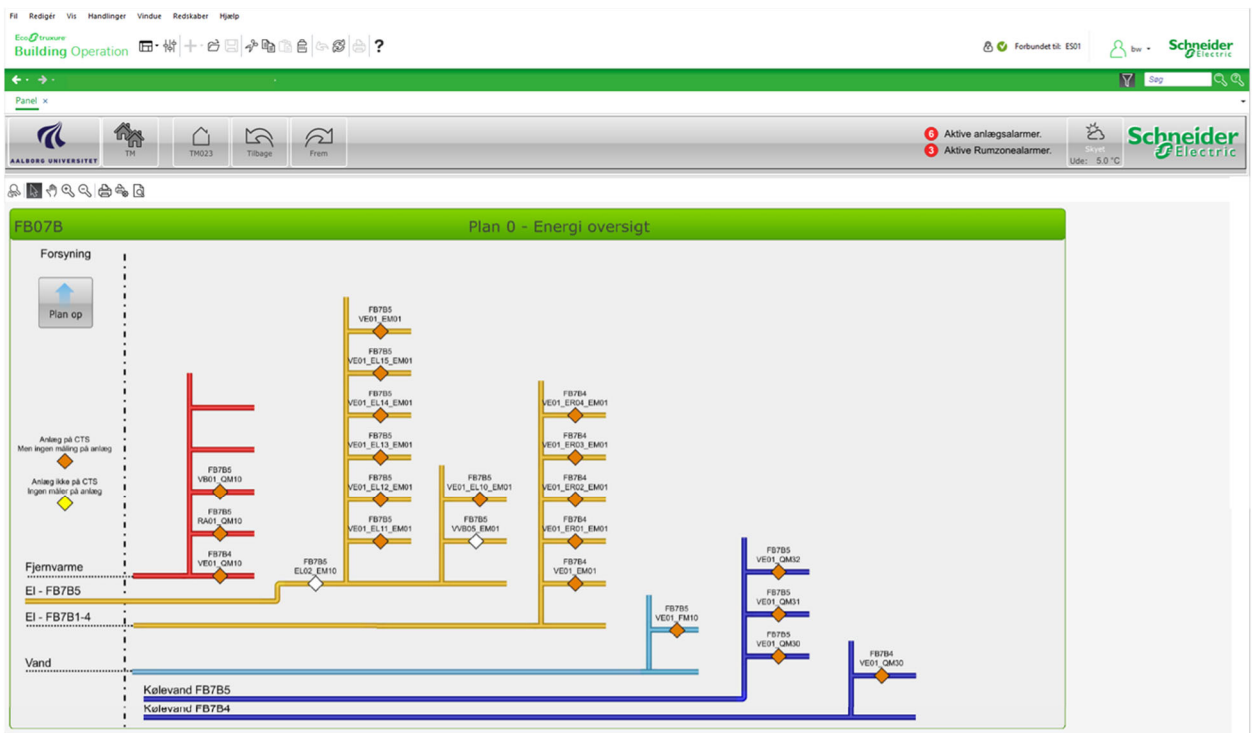 Fil Redigér Vis Handlinger Vindue Redskaber Hjælp
EcoStruxure
Building Operation
?
Forbundet til: ES01
bw
Schneider
Electric
Søg
Panel ×
AALBORG UNIVERSITET
TM
TM023
Tilbage
Frem
6 Aktive anlægsalarmer.
3 Aktive Rumzonealarmer.
Skyet
Ude: 5.0 °C
Schneider
Electric
FB07B
Plan 0 - Energi oversigt
Forsyning
Plan op
Anlæg på CTS
Men ingen måling på anlæg
Anlæg ikke på CTS
Ingen måler på anlæg
FB7B5
VB01_QM10
FB7B5
RA01_QM10
FB7B4
VE01_QM10
FB7B5
EL02_EM10
FB7B5
VE01_EM01
FB7B5
VE01_EL15_EM01
FB7B5
VE01_EL14_EM01
FB7B5
VE01_EL13_EM01
FB7B5
VE01_EL12_EM01
FB7B5
VE01_EL11_EM01
FB7B5
VE01_EL10_EM01
FB7B5
VVB05_EM01
FB7B4
VE01_ER04_EM01
FB7B4
VE01_ER03_EM01
FB7B4
VE01_ER02_EM01
FB7B4
VE01_ER01_EM01
FB7B4
VE01_EM01
FB7B5
VE01_FM10
FB7B5
VE01_QM32
FB7B5
VE01_QM31
FB7B5
VE01_QM30
FB7B4
VE01_QM30
Fjernvarme
El - FB7B5
El - FB7B1-4
Vand
Kølevand FB7B5
Kølevand FB7B4